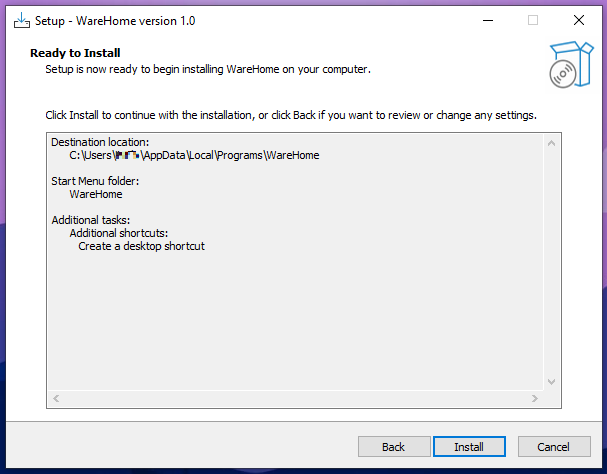 Setup - WareHome version 1.0
Ready to Install
Setup is now ready to begin installing WareHome on your computer.
Click Install to continue with the installation, or click Back if you want to review or change any settings.
Destination location:
C:\Users\ \AppData\Local\Programs\WareHome
Start Menu folder:
WareHome
Additional tasks:
Additional shortcuts:
Create a desktop shortcut
Back Install Cancel